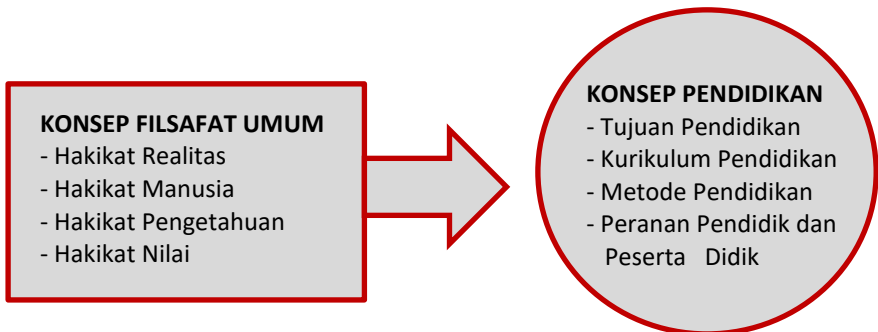 KONSEP FILSAFAT UMUM
- Hakikat Realitas
- Hakikat Manusia
- Hakikat Pengetahuan
- Hakikat Nilai
KONSEP PENDIDIKAN
- Tujuan Pendidikan
- Kurikulum Pendidikan
- Metode Pendidikan
- Peranan Pendidik dan
Peserta Didik